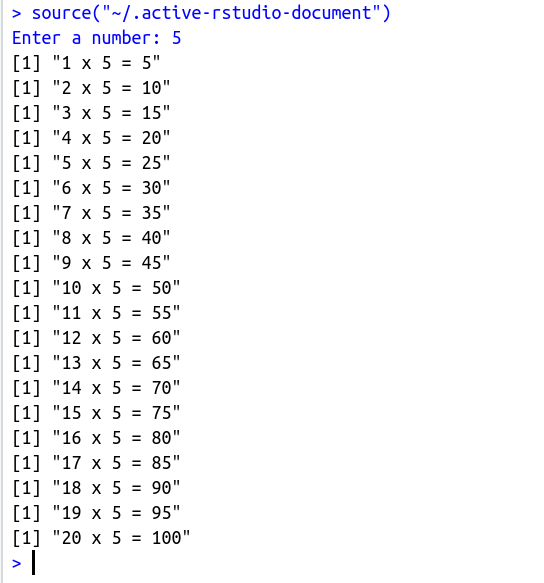 > source("~/.active-rstudio-document")
Enter a number: 5
[1] "1 x 5 = 5"
[1] "2 x 5 = 10"
[1] "3 x 5 = 15"
[1] "4 x 5 = 20"
[1] "5 x 5 = 25"
[1] "6 x 5 = 30"
[1] "7 x 5 = 35"
[1] "8 x 5 = 40"
[1] "9 x 5 = 45"
[1] "10 x 5 = 50"
[1] "11 x 5 = 55"
[1] "12 x 5 = 60"
[1] "13 x 5 = 65"
[1] "14 x 5 = 70"
[1] "15 x 5 = 75"
[1] "16 x 5 = 80"
[1] "17 x 5 = 85"
[1] "18 x 5 = 90"
[1] "19 x 5 = 95"
[1] "20 x 5 = 100"
>